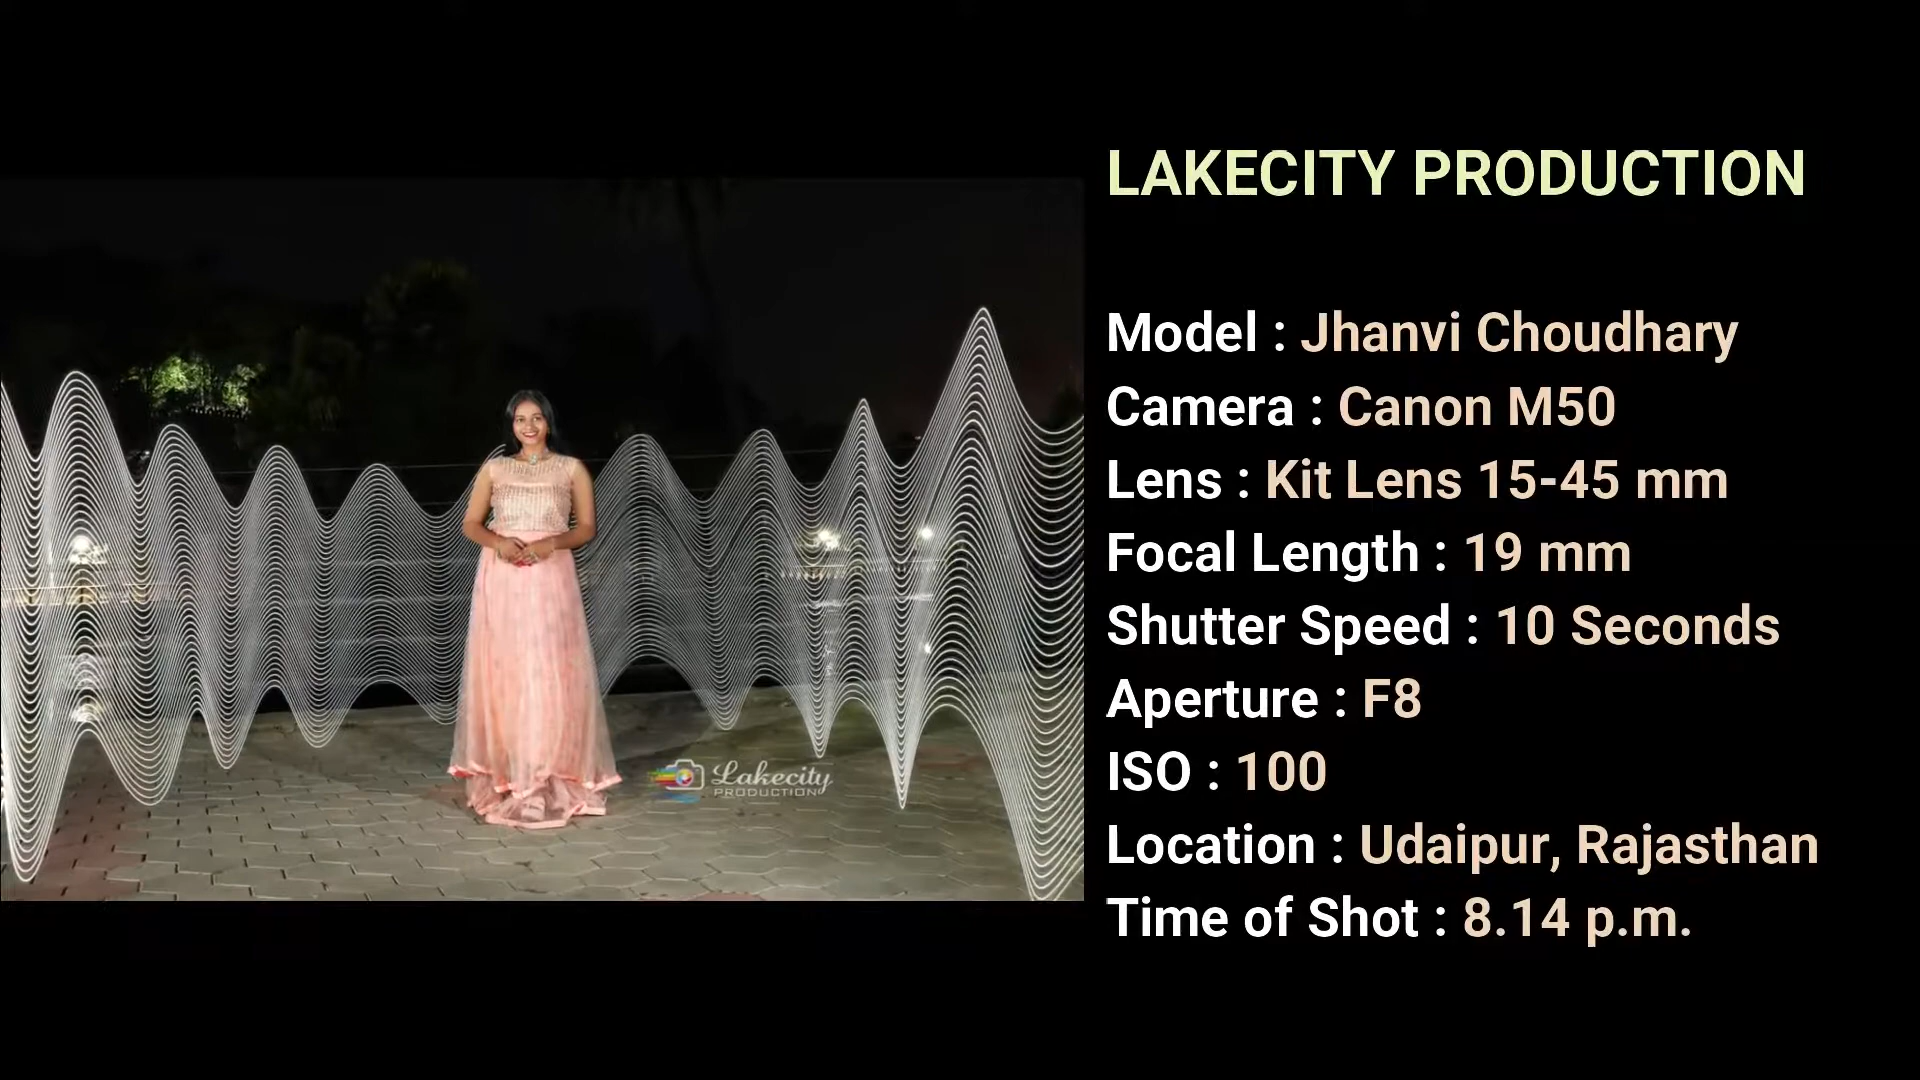 LAKECITY PRODUCTION
Model : Jhanvi Choudhary
Camera : Canon M50
Lens : Kit Lens 15-45 mm
Focal Length : 19 mm
Shutter Speed : 10 Seconds
Aperture : F8
ISO : 100
Location : Udaipur, Rajasthan
Time of Shot : 8.14 p.m.
Lakecity
PRODUCTION